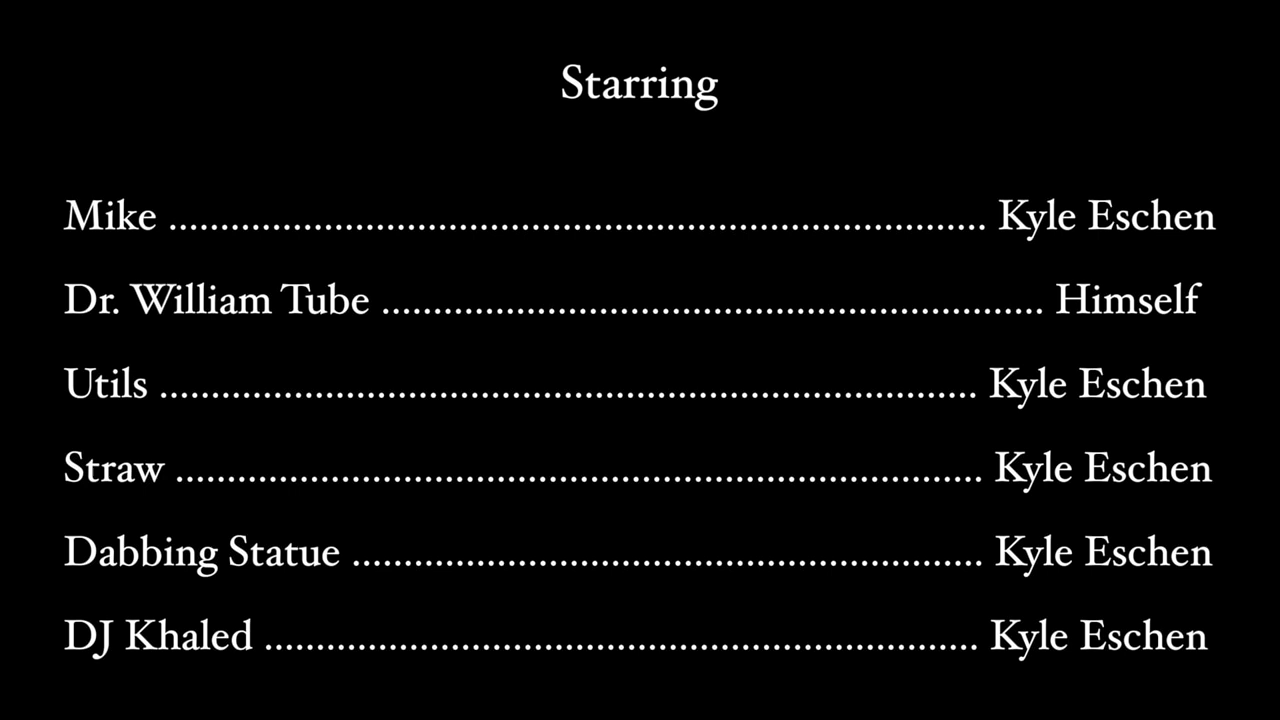 Starring
Mike ............................................................................... Kyle Eschen
Dr. William Tube ................................................................ Himself
Utils ............................................................................... Kyle Eschen
Straw .............................................................................. Kyle Eschen
Dabbing Statue ............................................................. Kyle Eschen
DJ Khaled ..................................................................... Kyle Eschen